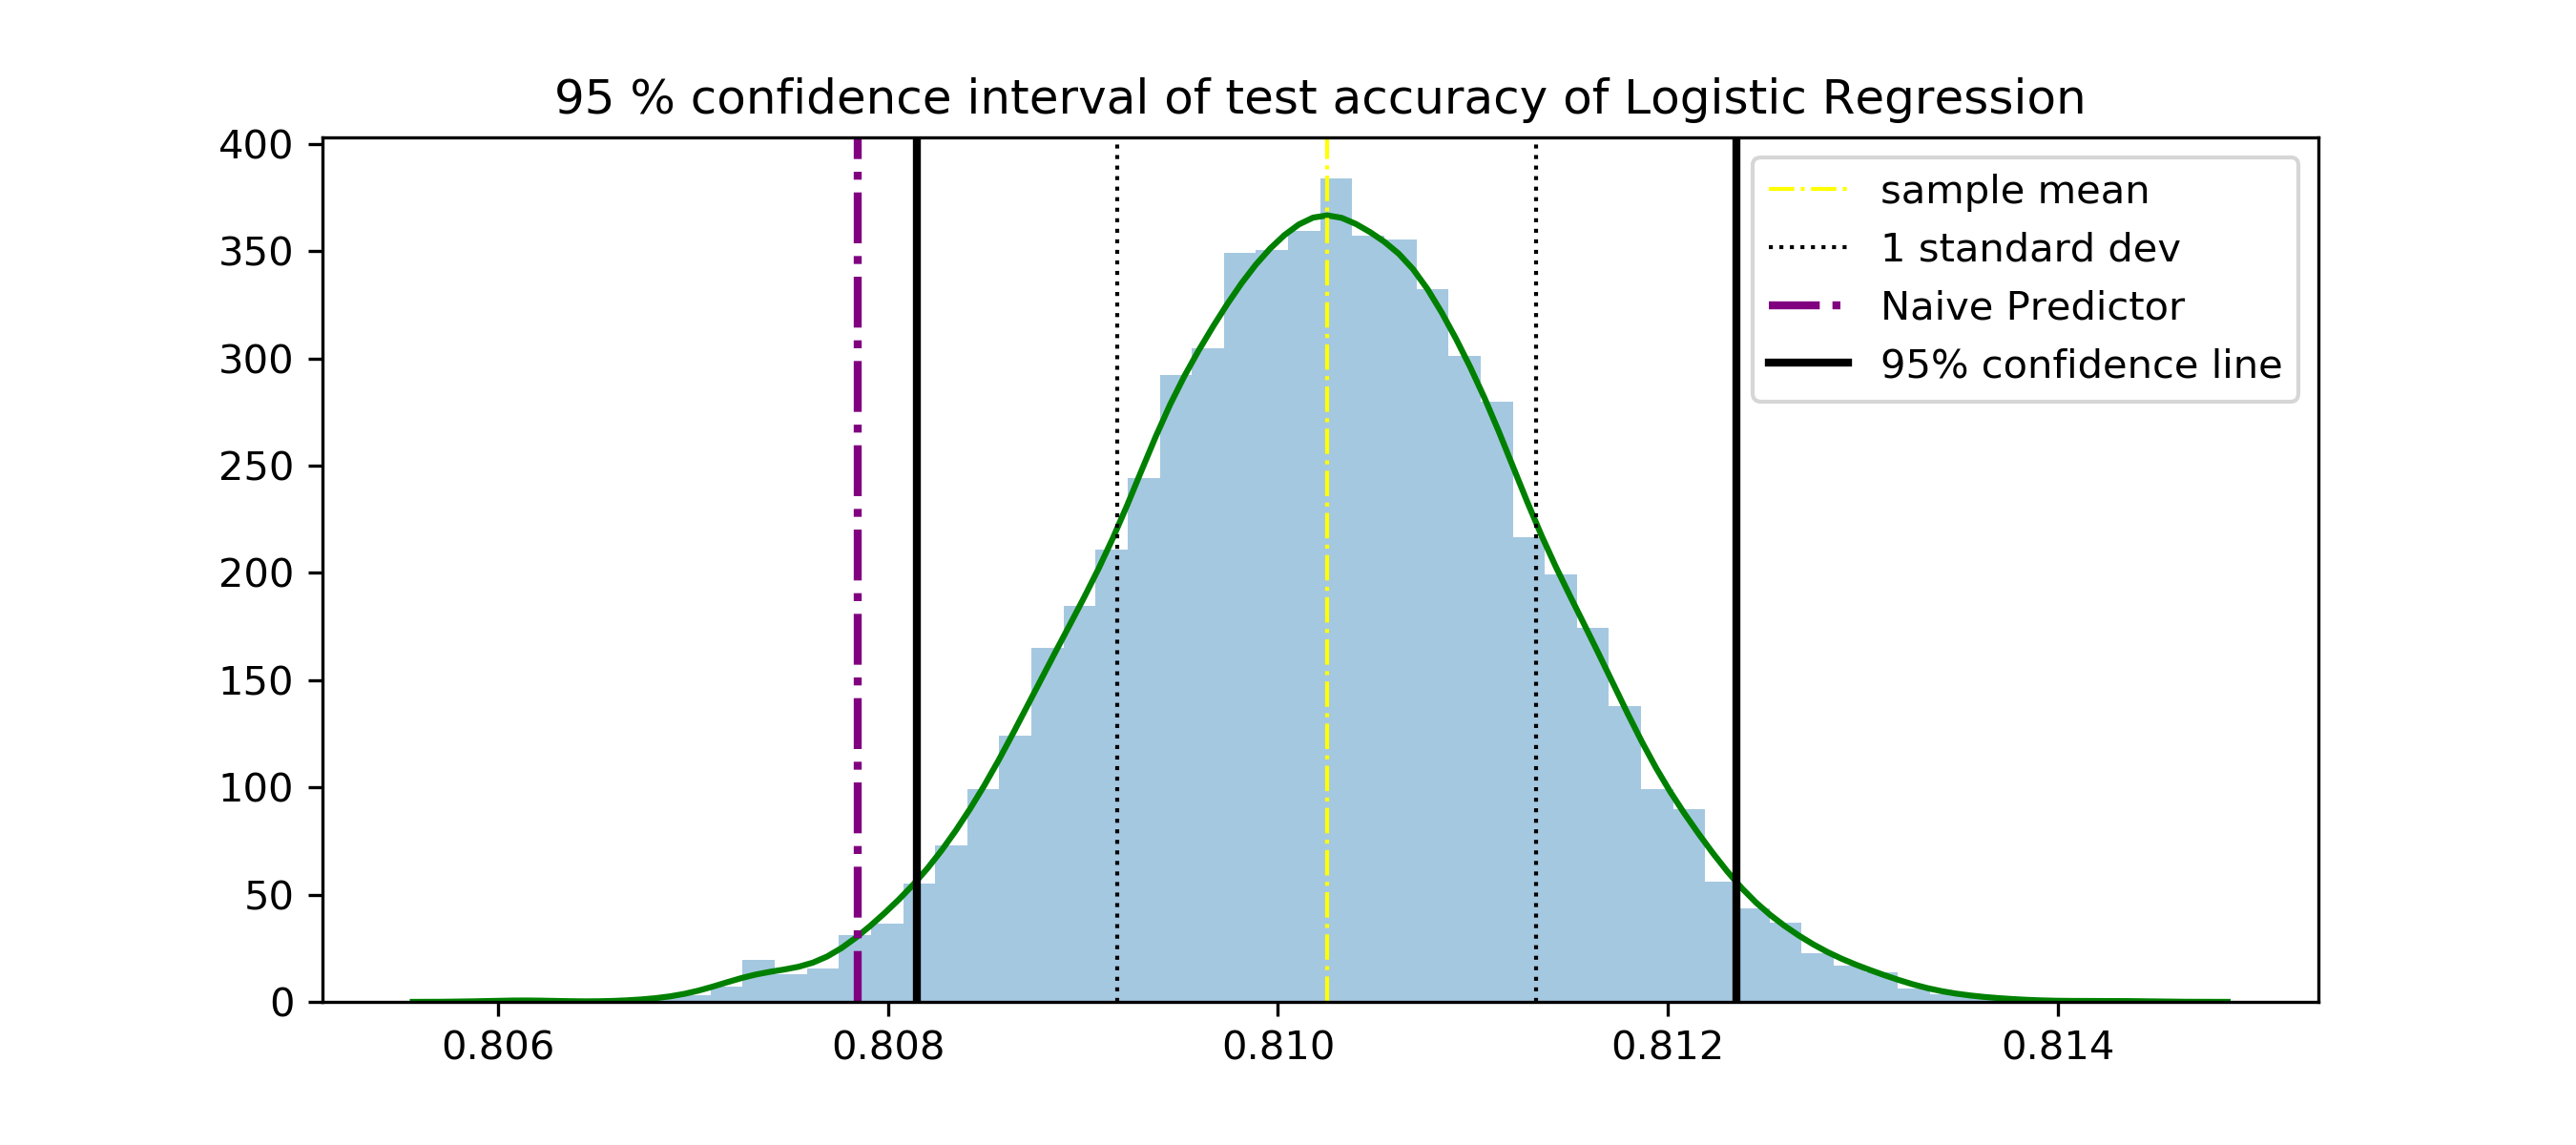 95 % confidence interval of test accuracy of Logistic Regression
400
350
300
250
200
150
100
50
0
sample mean
1 standard dev
Naive Predictor
95% confidence line
0.806 0.808 0.810 0.812 0.814